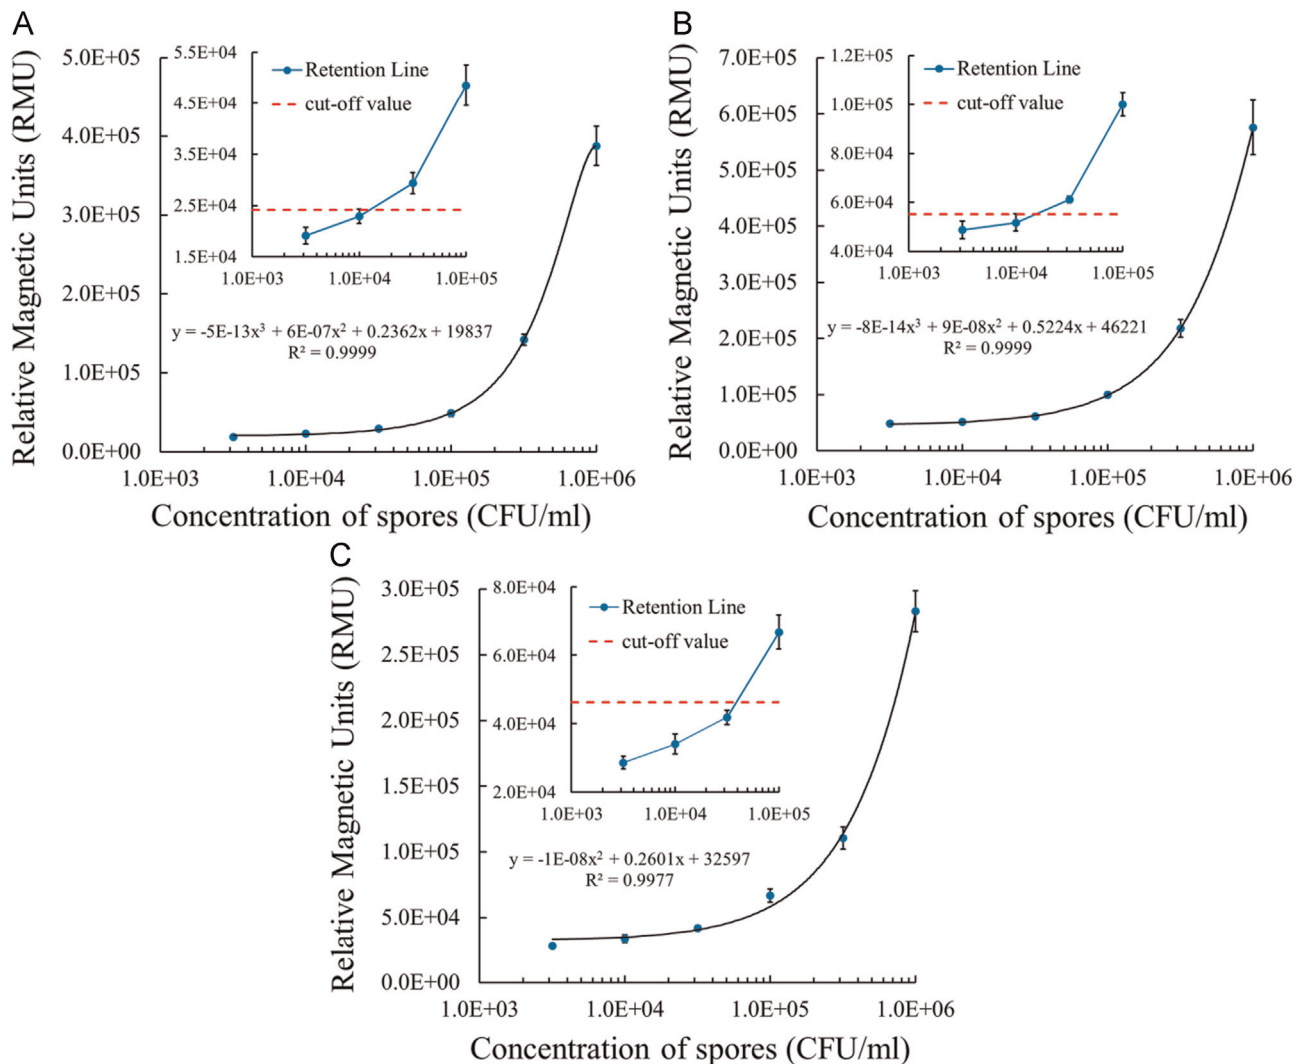 A
Relative Magnetic Units (RMU)
5.0E+05
4.0E+05
3.0E+05
2.0E+05
1.0E+05
0.0E+00
5.5E+04
4.5E+04
3.5E+04
2.5E+04
1.5E+04
Retention Line
cut-off value
1.0E+03 1.0E+04 1.0E+05
y = -5E-13x³ + 6E-07x² + 0.2362x + 19837
R² = 0.9999
1.0E+03 1.0E+04 1.0E+05 1.0E+06
Concentration of spores (CFU/ml)
B
Relative Magnetic Units (RMU)
7.0E+05
6.0E+05
5.0E+05
4.0E+05
3.0E+05
2.0E+05
1.0E+05
0.0E+00
1.2E+05
1.0E+05
8.0E+04
6.0E+04
4.0E+04
Retention Line
cut-off value
1.0E+03 1.0E+04 1.0E+05
y = -8E-14x³ + 9E-08x² + 0.5224x + 46221
R² = 0.9999
1.0E+03 1.0E+04 1.0E+05 1.0E+06
Concentration of spores (CFU/ml)
C
Relative Magnetic Units (RMU)
3.0E+05
2.5E+05
2.0E+05
1.5E+05
1.0E+05
5.0E+04
0.0E+00
8.0E+04
6.0E+04
4.0E+04
2.0E+04
Retention Line
cut-off value
1.0E+03 1.0E+04 1.0E+05
y = -1E-08x² + 0.2601x + 32597
R² = 0.9977
1.0E+03 1.0E+04 1.0E+05 1.0E+06
Concentration of spores (CFU/ml)